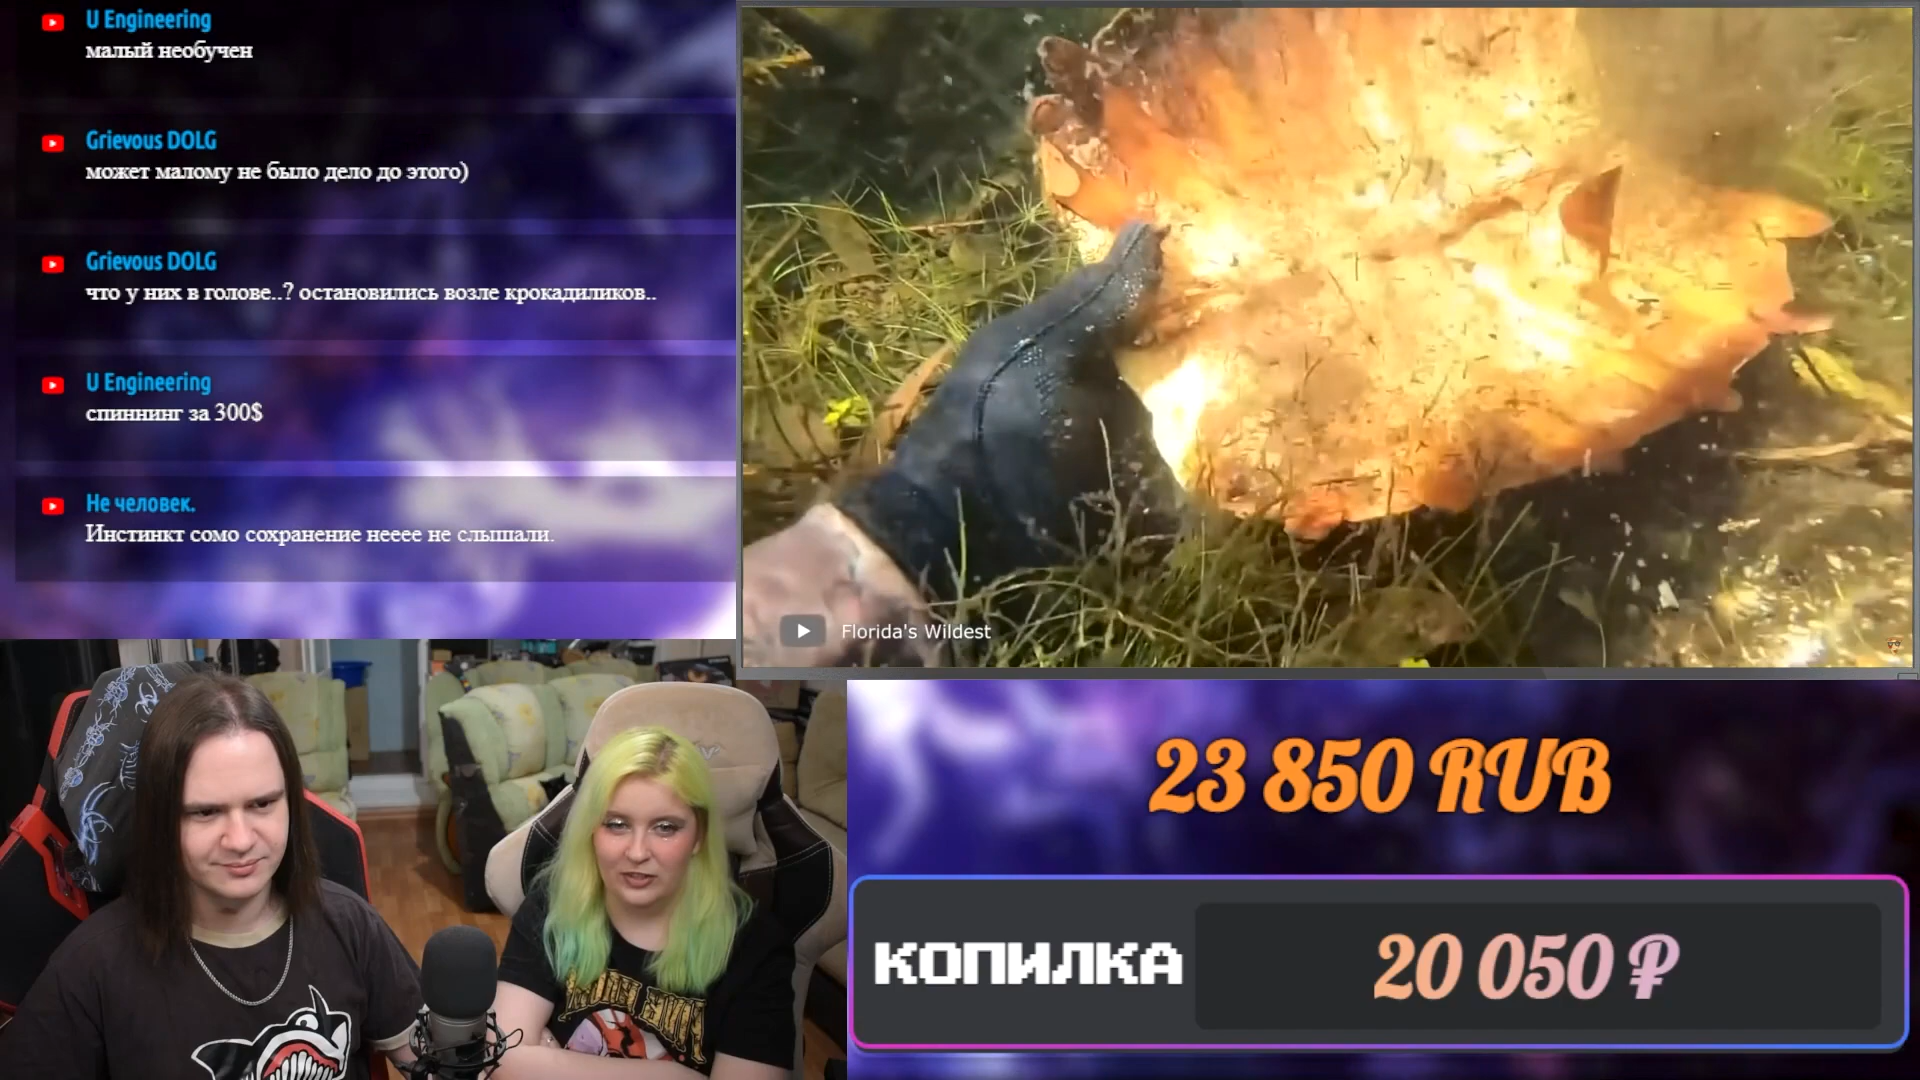 U Engineering
малый необучен
Grievous DOLG
может малому не было дело до этого)
Grievous DOLG
что у них в голове..? остановились возле крокадиликов..
U Engineering
спиннинг за 300$
Не человек.
Инстинкт сомо сохранение нееее не слышали.
Florida's Wildest
23 850 RUB
КОПИЛКА
20 050 ₽